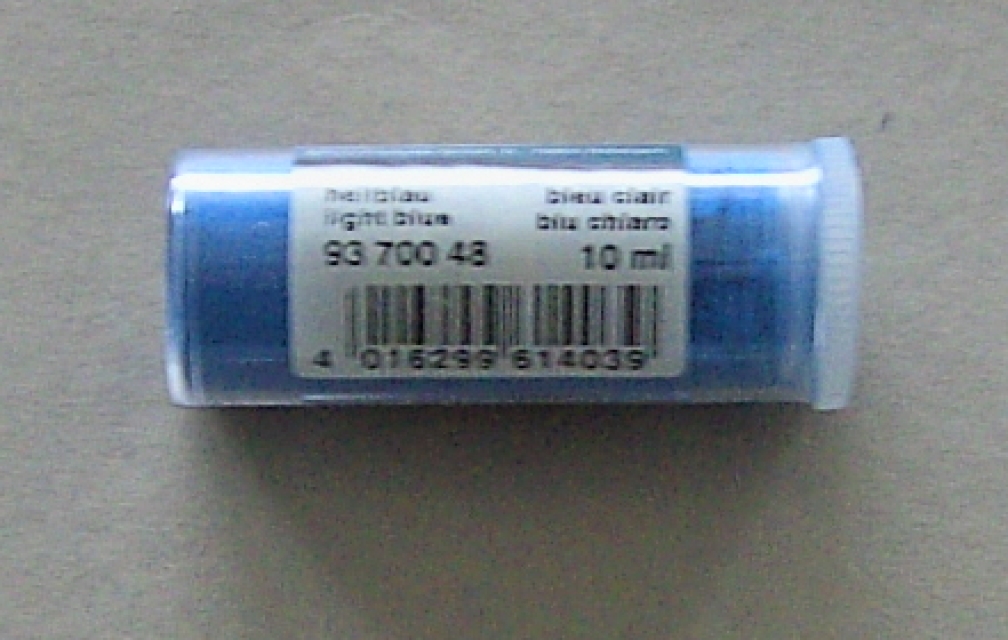 hellblau bleu clair
light blue blu chiaro
93 700 48 10 ml
4 016299 614039